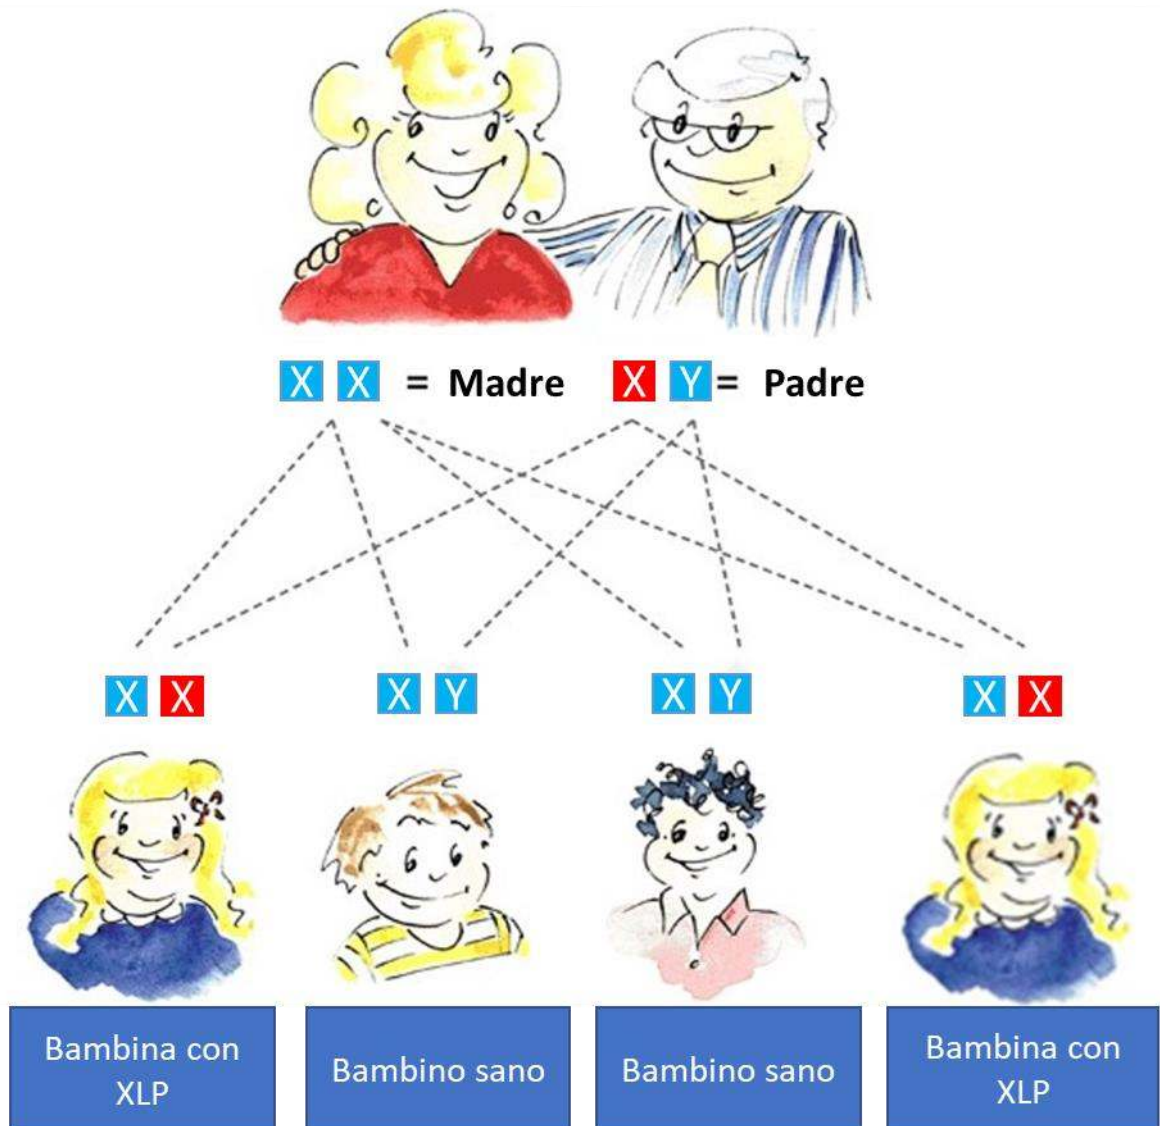 X X = Madre X Y = Padre
X X
X Y
X Y
X X
Bambina con
XLP
Bambino sano
Bambino sano
Bambina con
XLP